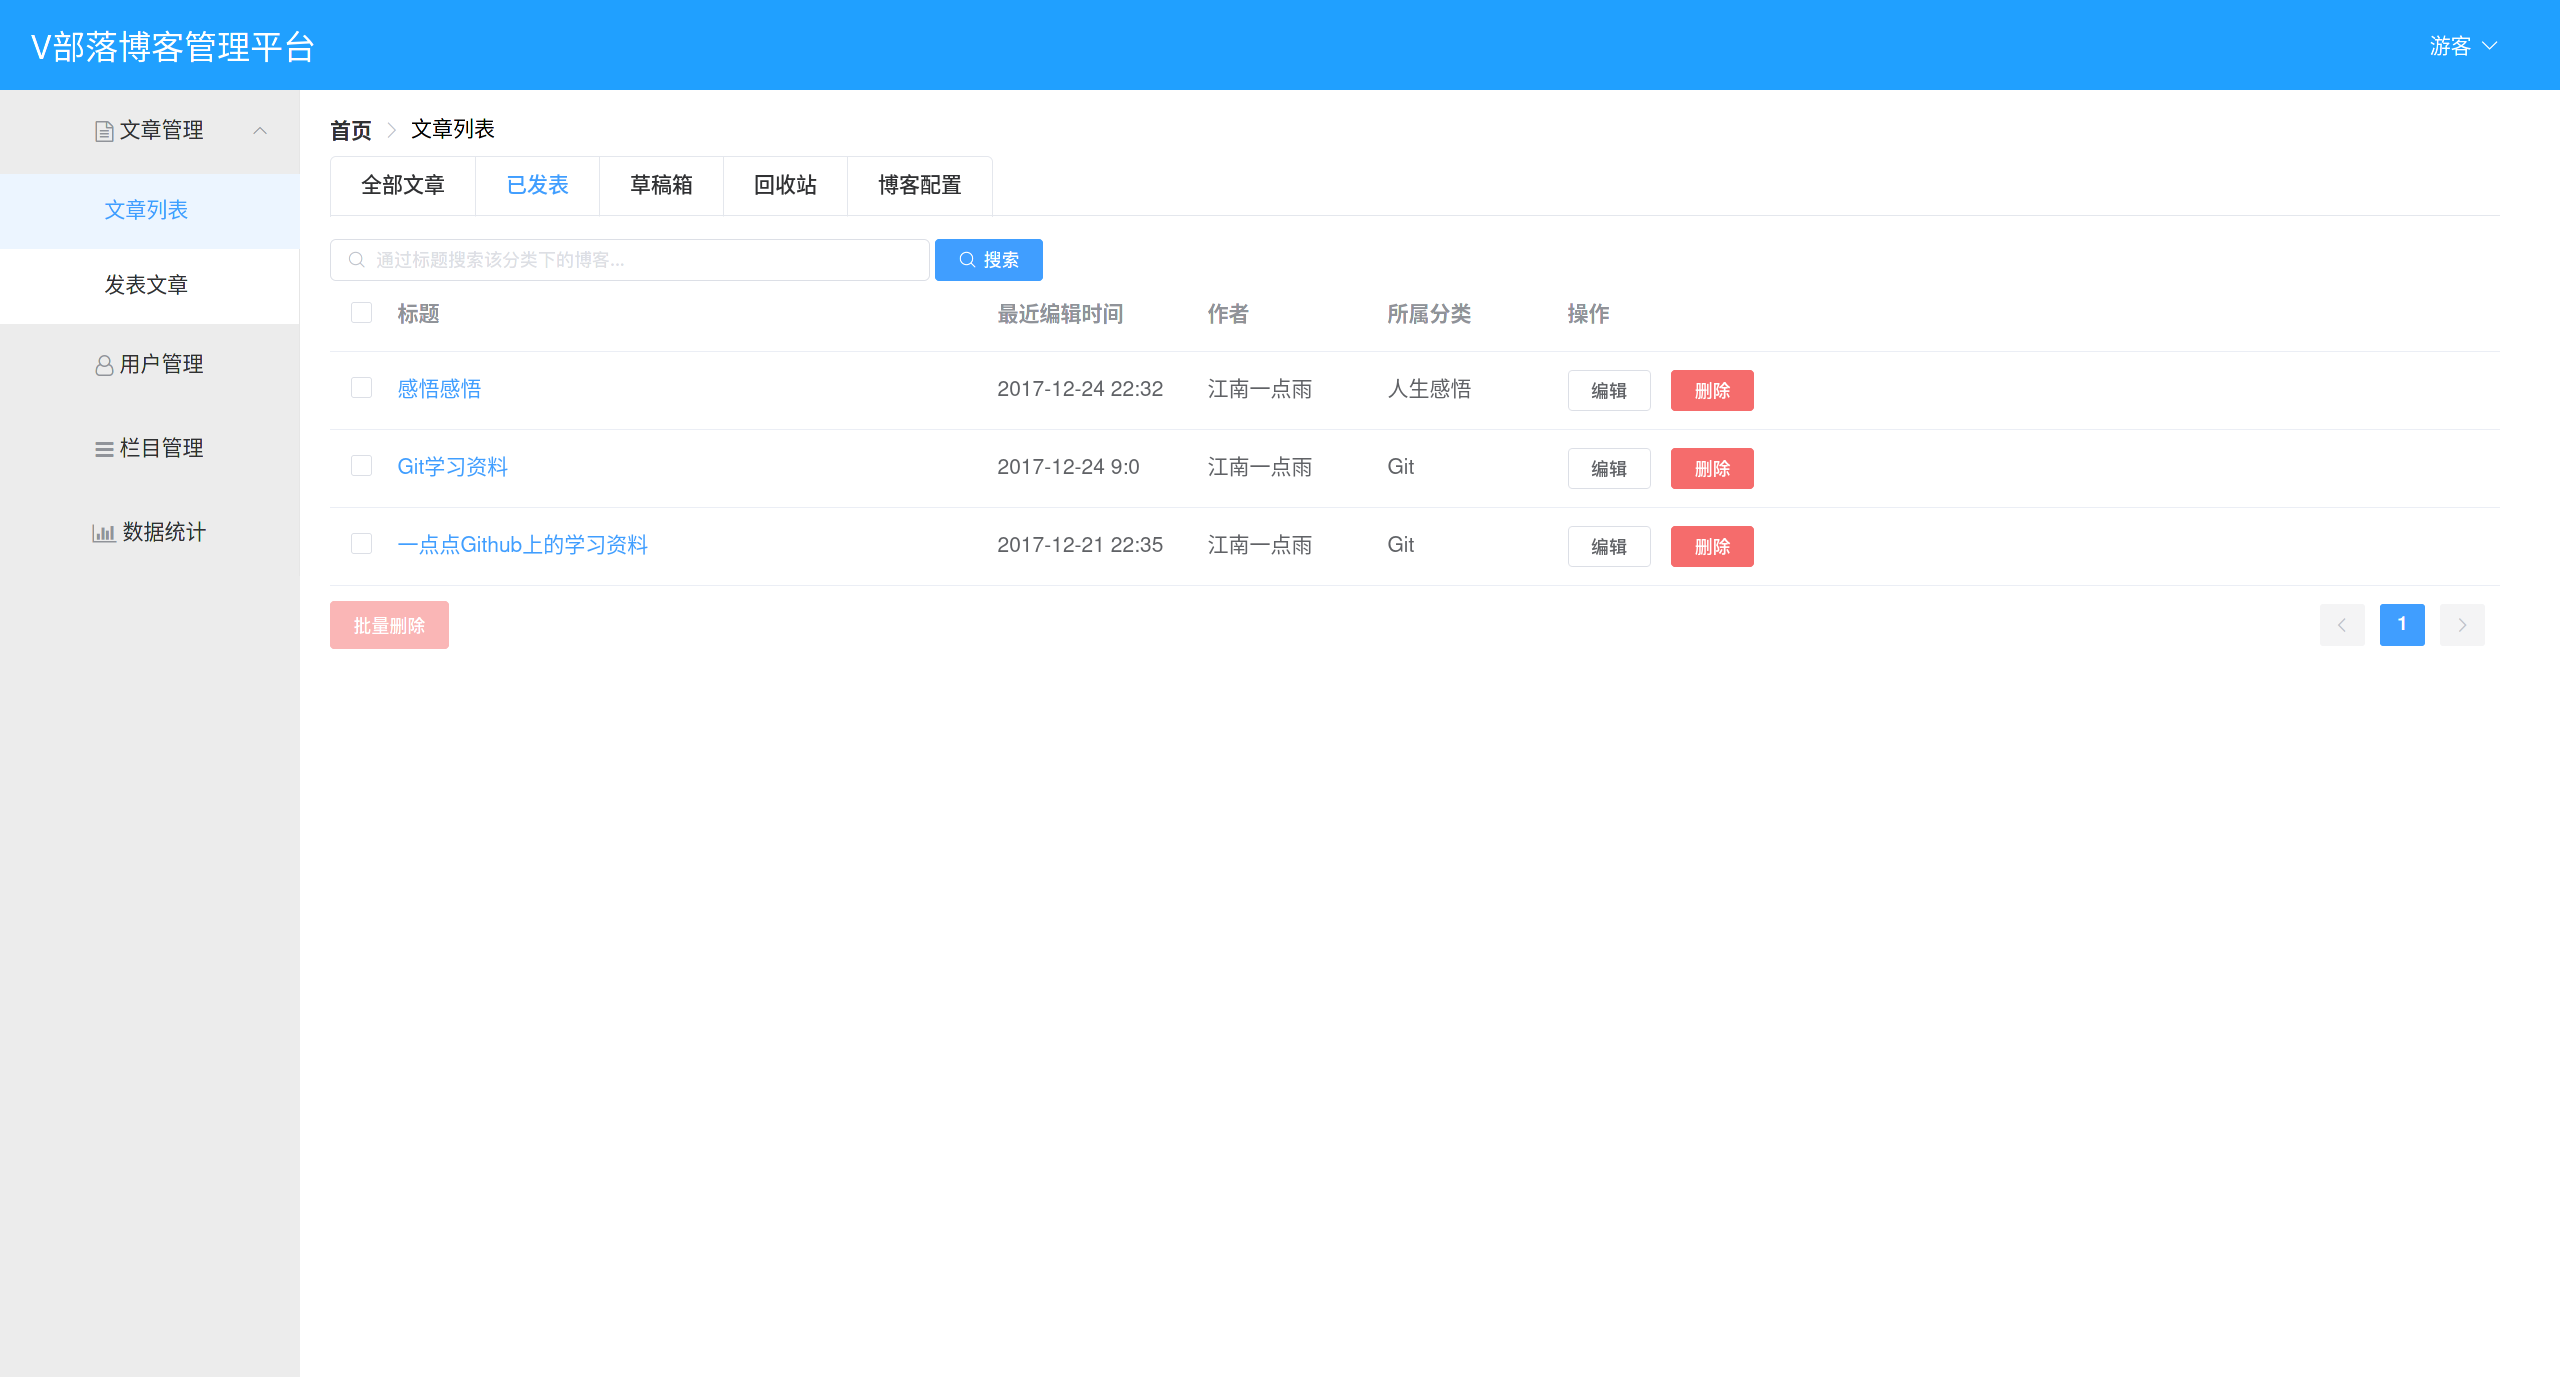 V部落博客管理平台
游客
文章管理
文章列表
发表文章
用户管理
栏目管理
数据统计
首页 文章列表
全部文章 已发表 草稿箱 回收站 博客配置
通过标题搜索该分类下的博客... 搜索
标题 最近编辑时间 作者 所属分类 操作
感悟感悟 2017-12-24 22:32 江南一点雨 人生感悟 编辑 删除
Git学习资料 2017-12-24 9:0 江南一点雨 Git 编辑 删除
一点点Github上的学习资料 2017-12-21 22:35 江南一点雨 Git 编辑 删除
批量删除 1